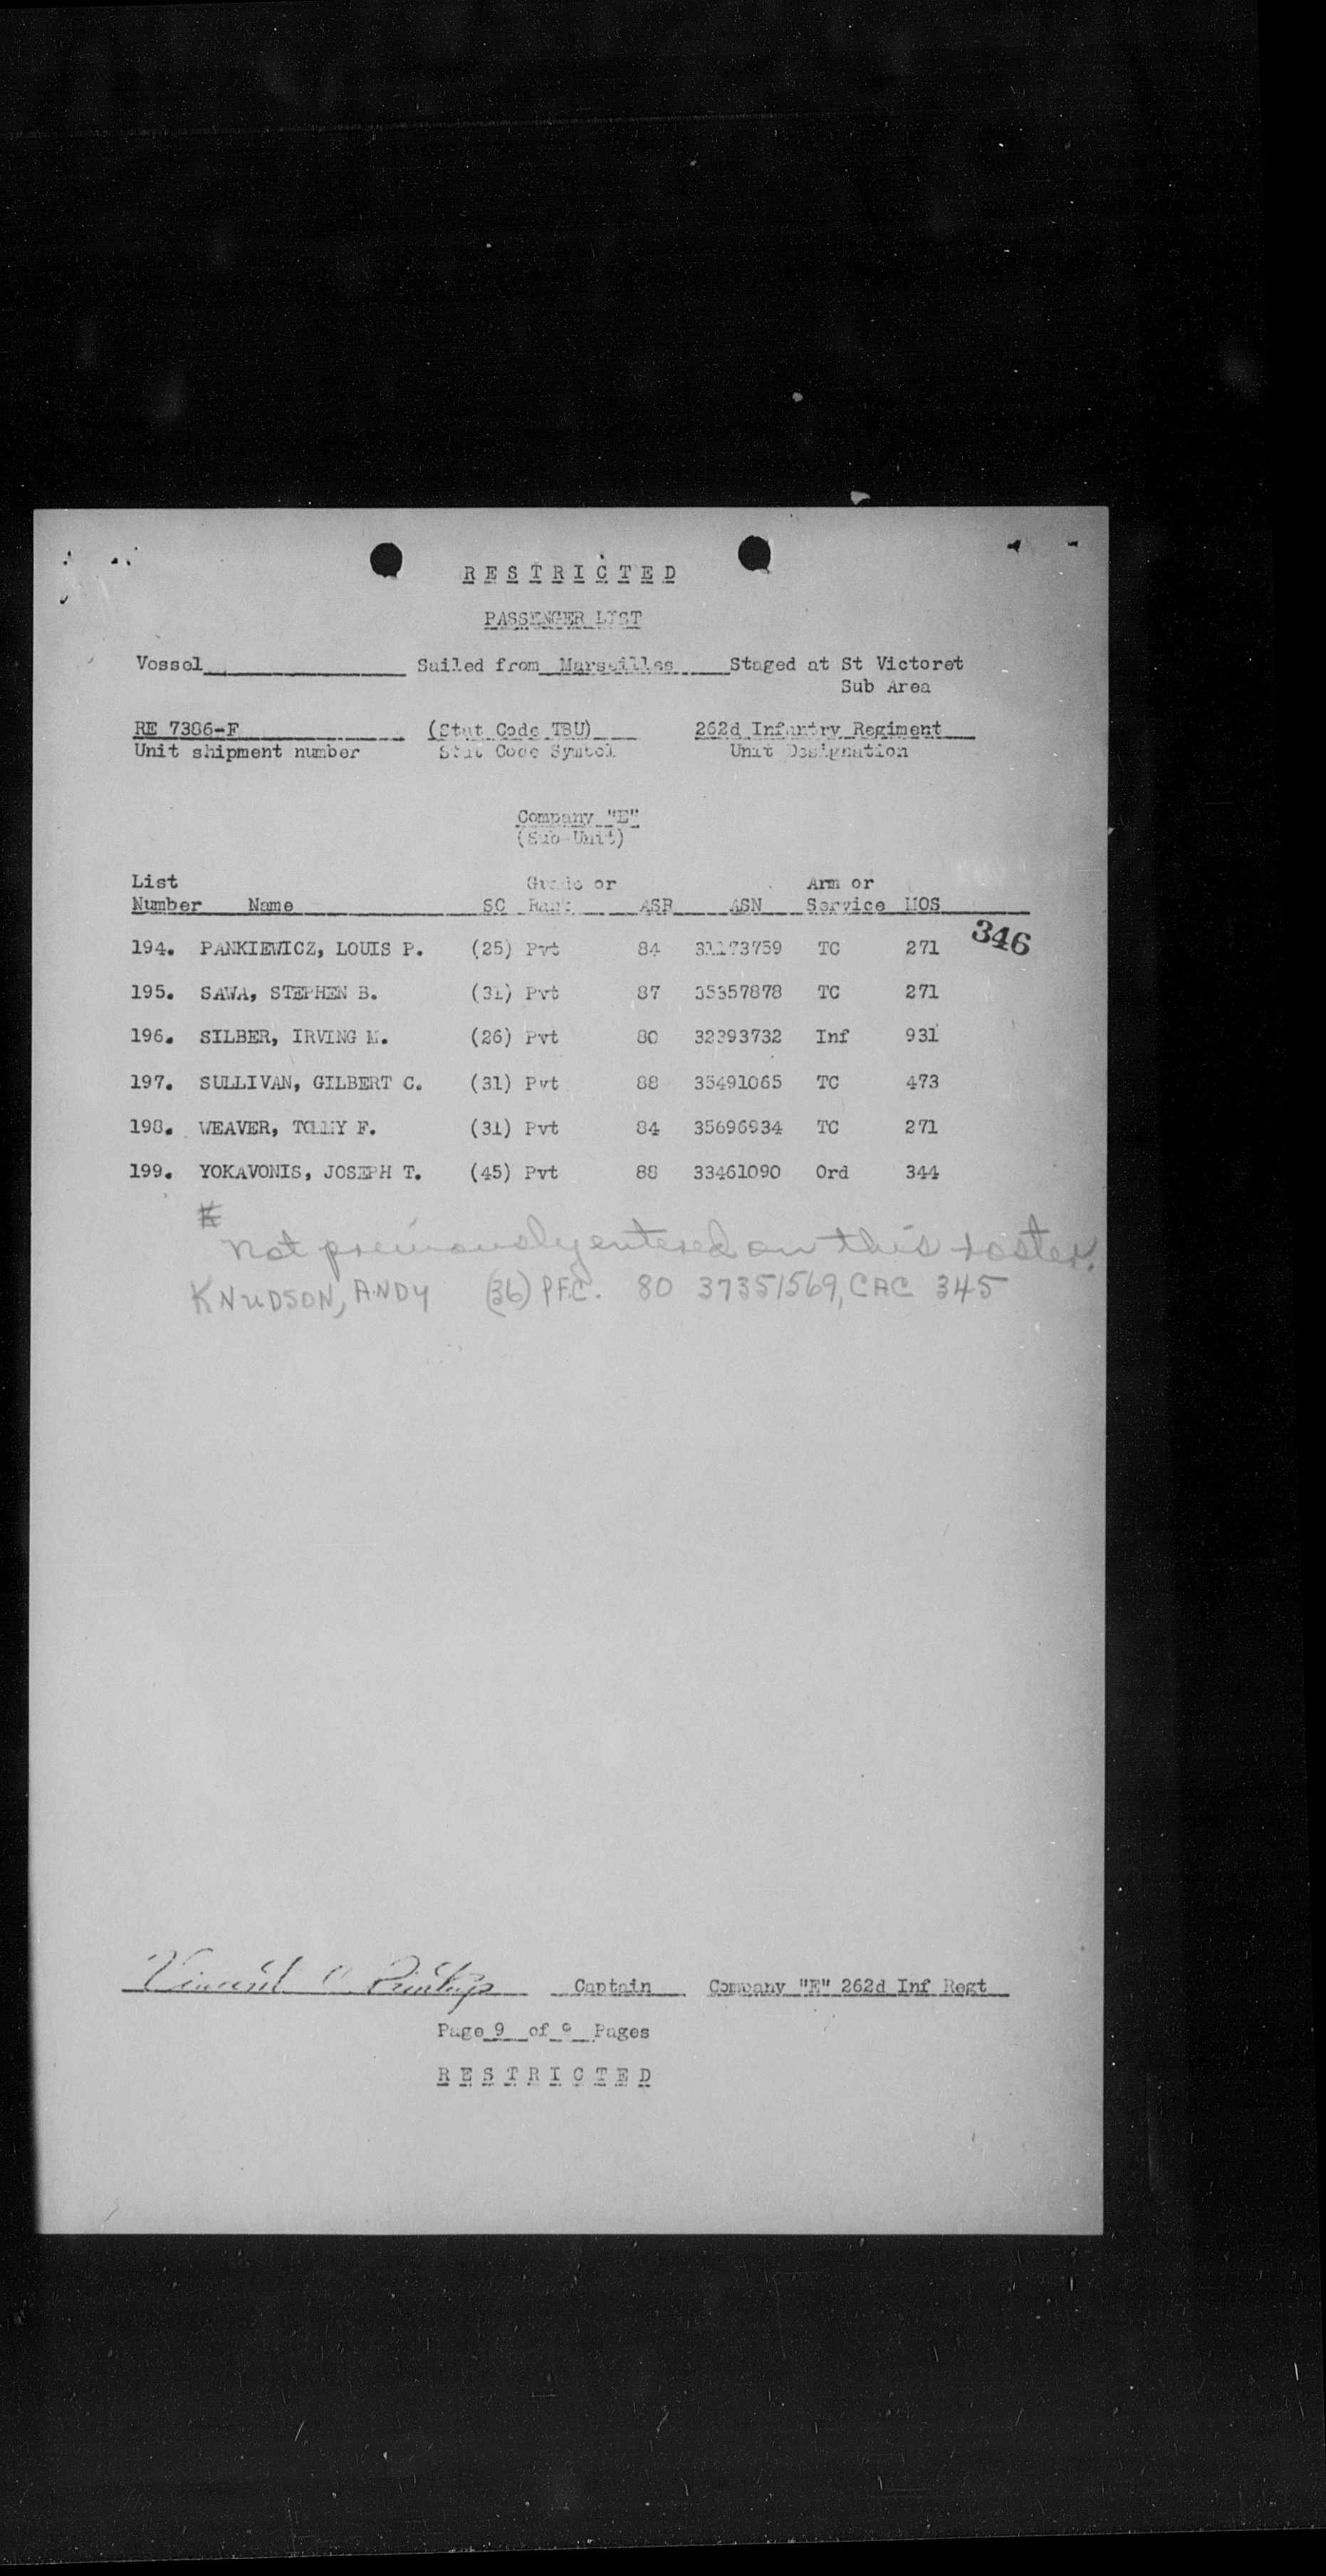 RESTRICTED
PASSENGER LIST
Vessel Sailed from Marseilles Staged at St Victoret
Sub Area
RE 7386-F (Stat Code TBU) 262d Infantry Regiment
Unit shipment number Stat Code Symbol Unit Designation
Company "E"
(Sub-Unit)
List Grade or Arm or
Number Name SC Rank ASR ASN Service MOS
346
194. PANKIEWICZ, LOUIS P. (25) Pvt 84 31173759 TC 271
195. SAWA, STEPHEN B. (31) Pvt 87 35357878 TC 271
196. SILBER, IRVING M. (26) Pvt 80 32393732 Inf 931
197. SULLIVAN, GILBERT C. (31) Pvt 88 35491065 TC 473
198. WEAVER, TOMMY F. (31) Pvt 84 35696934 TC 271
199. YOKAVONIS, JOSEPH T. (45) Pvt 88 33461090 Ord 344
not previously entered on this roster.
KNUDSON, ANDY (36) PFC. 80 37351569, CAC 345
Captain Company "E" 262d Inf Regt
Page 9 of 9 Pages
RESTRICTED